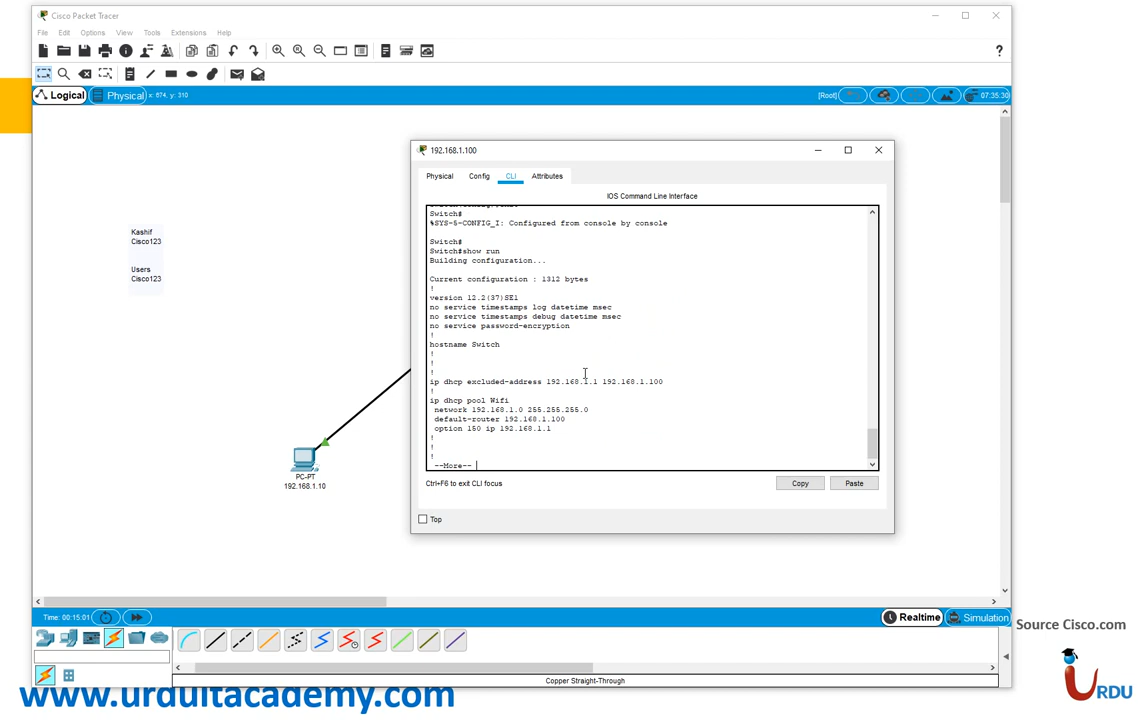 Cisco Packet Tracer
File Edit Options View Tools Extensions Help
?
Logical Physical x: 674, y: 310 [Root] 07:35:30
192.168.1.100
Physical Config CLI Attributes
IOS Command Line Interface
Switch#
%SYS-5-CONFIG_I: Configured from console by console
Switch#
Switch#show run
Building configuration...
Current configuration : 1312 bytes
!
version 12.2(37)SE1
no service timestamps log datetime msec
no service timestamps debug datetime msec
no service password-encryption
!
hostname Switch
!
!
!
ip dhcp excluded-address 192.168.1.1 192.168.1.100
!
ip dhcp pool Wifi
network 192.168.1.0 255.255.255.0
default-router 192.168.1.100
option 150 ip 192.168.1.1
!
!
!
--More--
Ctrl+F6 to exit CLI focus
Copy Paste
Top
Kashif
Cisco123
Users
Cisco123
PC-PT
192.168.1.10
Time: 00:15:01 Realtime Simulation
Source Cisco.com
Copper Straight-Through
www.urduitacademy.com
URDU